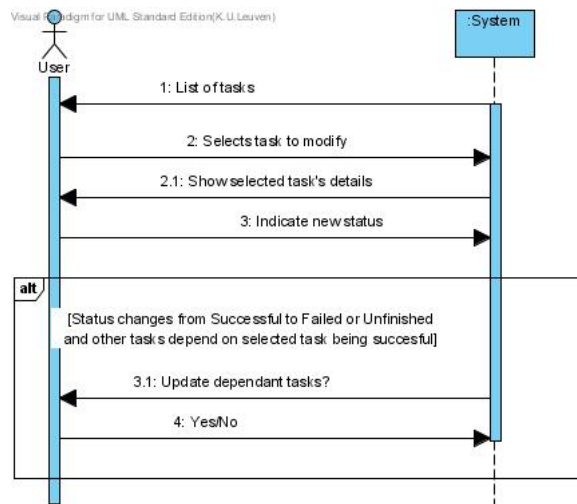 Visual Paradigm for UML Standard Edition(K.U.Leuven)
:System
User
1: List of tasks
2: Selects task to modify
2.1: Show selected task's details
3: Indicate new status
alt
[Status changes from Successful to Failed or Unfinished
and other tasks depend on selected task being succesful]
3.1: Update dependant tasks?
4: Yes/No